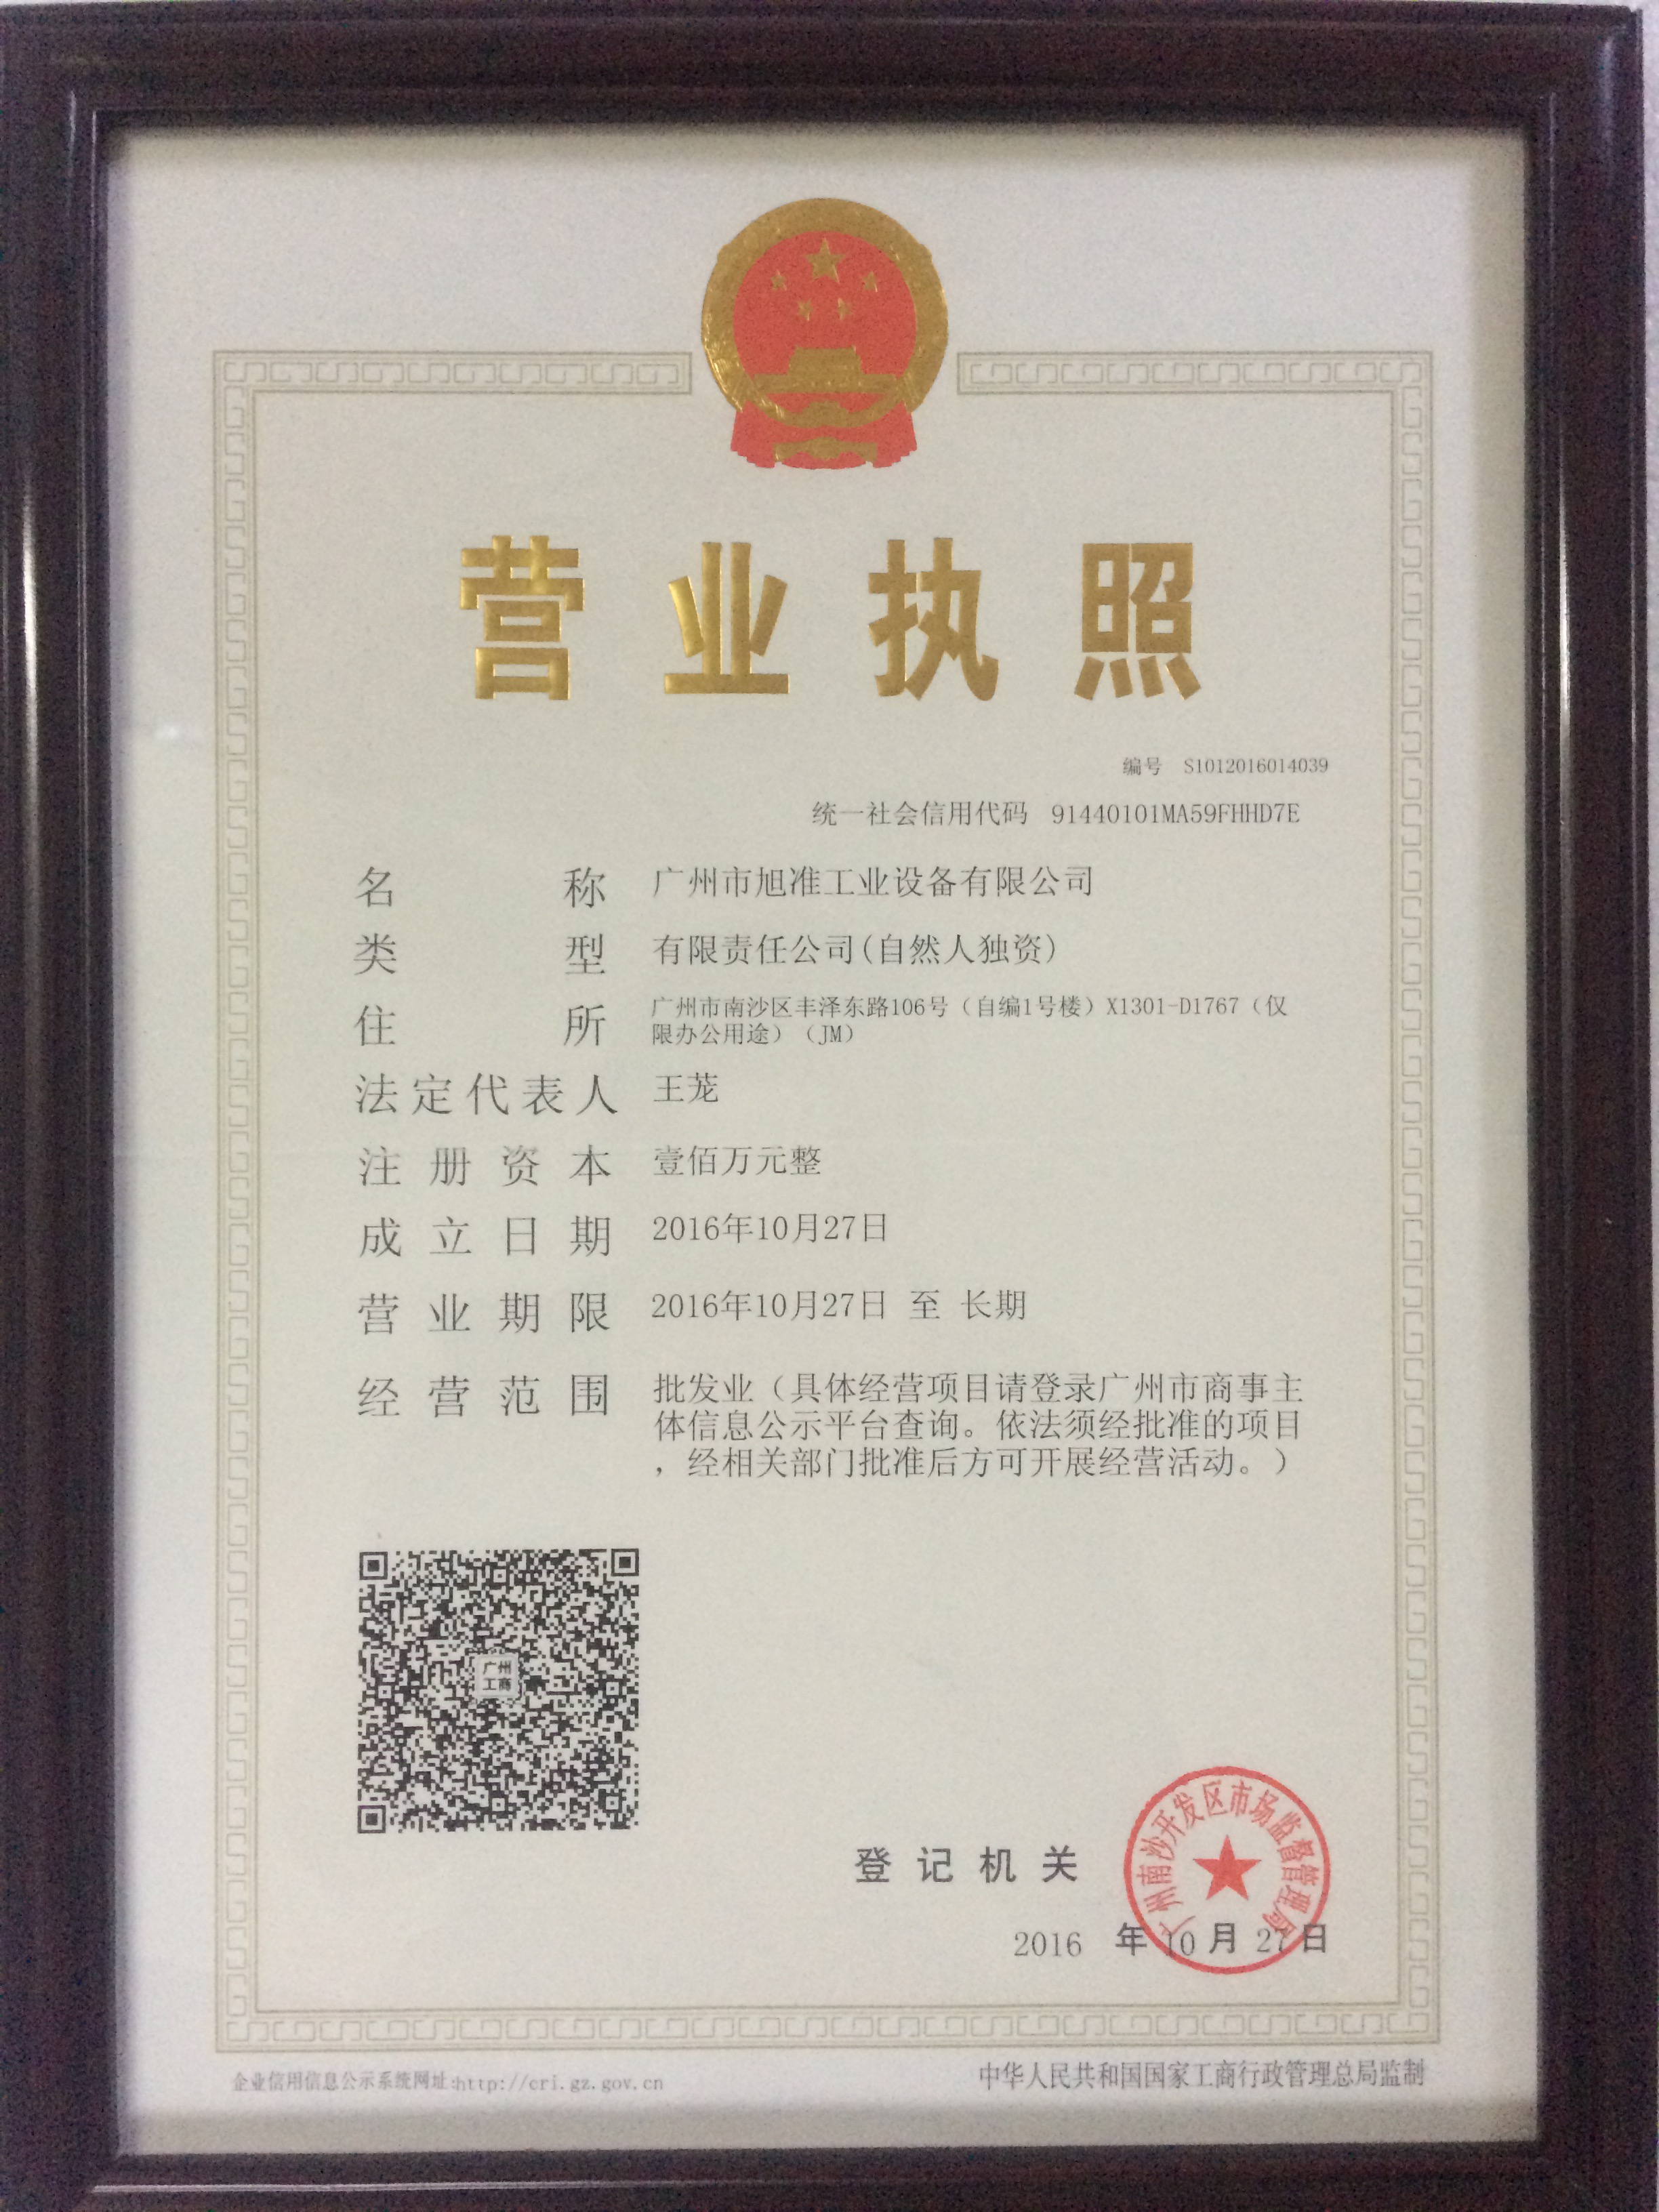 营业执照
编号 S1012016014039
统一社会信用代码 91440101MA59FHHD7E
名称 广州市旭准工业设备有限公司
类型 有限责任公司(自然人独资)
住所 广州市南沙区丰泽东路106号（自编1号楼）X1301-D1767（仅
限办公用途）（JM）
法定代表人 王茏
注册资本 壹佰万元整
成立日期 2016年10月27日
营业期限 2016年10月27日 至 长期
经营范围 批发业（具体经营项目请登录广州市商事主
体信息公示平台查询。依法须经批准的项目
，经相关部门批准后方可开展经营活动。）
广州
工商
登记机关
广州南沙开发区市场监督管理局
2016 年 10 月 27 日
企业信用信息公示系统网址:http://cri.gz.gov.cn
中华人民共和国国家工商行政管理总局监制